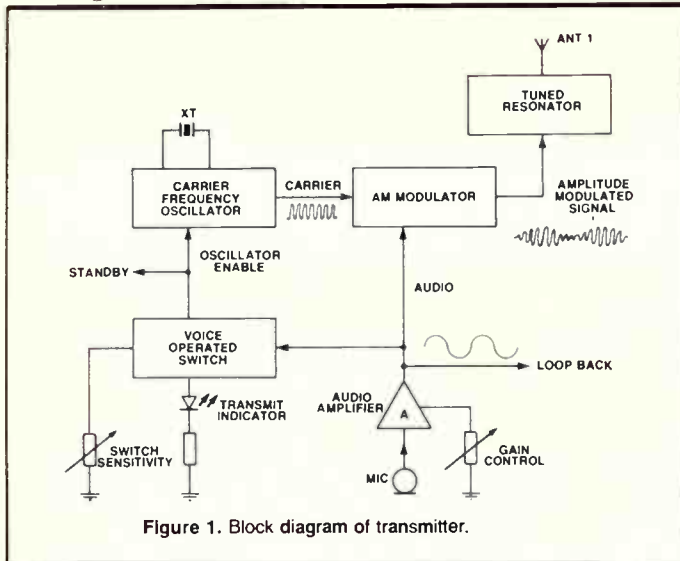 ANT 1
TUNED
RESONATOR
XT
CARRIER
FREQUENCY
OSCILLATOR
CARRIER
AM MODULATOR
AMPLITUDE
MODULATED
SIGNAL
STANDBY
OSCILLATOR
ENABLE
AUDIO
VOICE
OPERATED
SWITCH
LOOP BACK
TRANSMIT
INDICATOR
AUDIO
AMPLIFIER
A
SWITCH
SENSITIVITY
GAIN
CONTROL
MIC
Figure 1. Block diagram of transmitter.